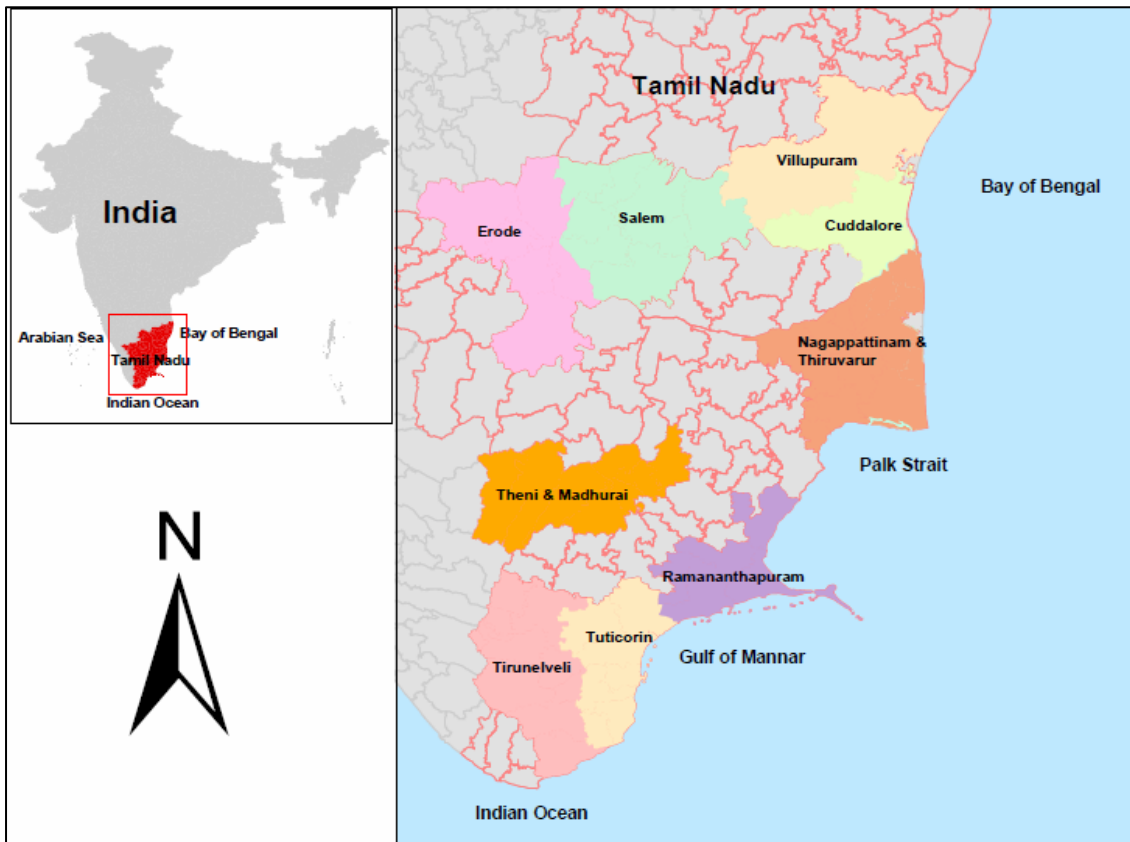 India
Arabian Sea
Bay of Bengal
Tamil Nadu
Indian Ocean
N
Tamil Nadu
Villupuram
Bay of Bengal
Erode
Salem
Cuddalore
Nagappattinam &
Thiruvarur
Palk Strait
Theni & Madhurai
Ramananthapuram
Tuticorin
Gulf of Mannar
Tirunelveli
Indian Ocean